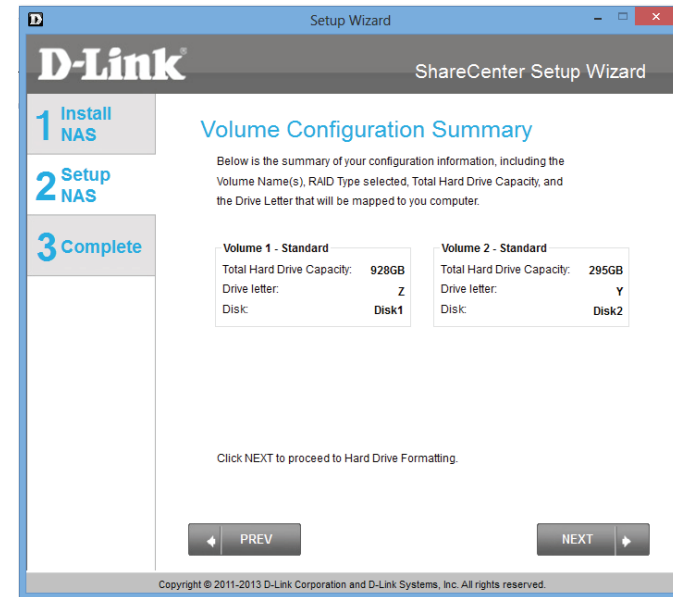 Setup Wizard
D-Link®
ShareCenter Setup Wizard
1 Install NAS
2 Setup NAS
3 Complete
Volume Configuration Summary
Below is the summary of your configuration information, including the
Volume Name(s), RAID Type selected, Total Hard Drive Capacity, and
the Drive Letter that will be mapped to you computer.
Volume 1 - Standard
Total Hard Drive Capacity: 928GB
Drive letter: Z
Disk: Disk1
Volume 2 - Standard
Total Hard Drive Capacity: 295GB
Drive letter: Y
Disk: Disk2
Click NEXT to proceed to Hard Drive Formatting.
PREV
NEXT
Copyright © 2011-2013 D-Link Corporation and D-Link Systems, Inc. All rights reserved.